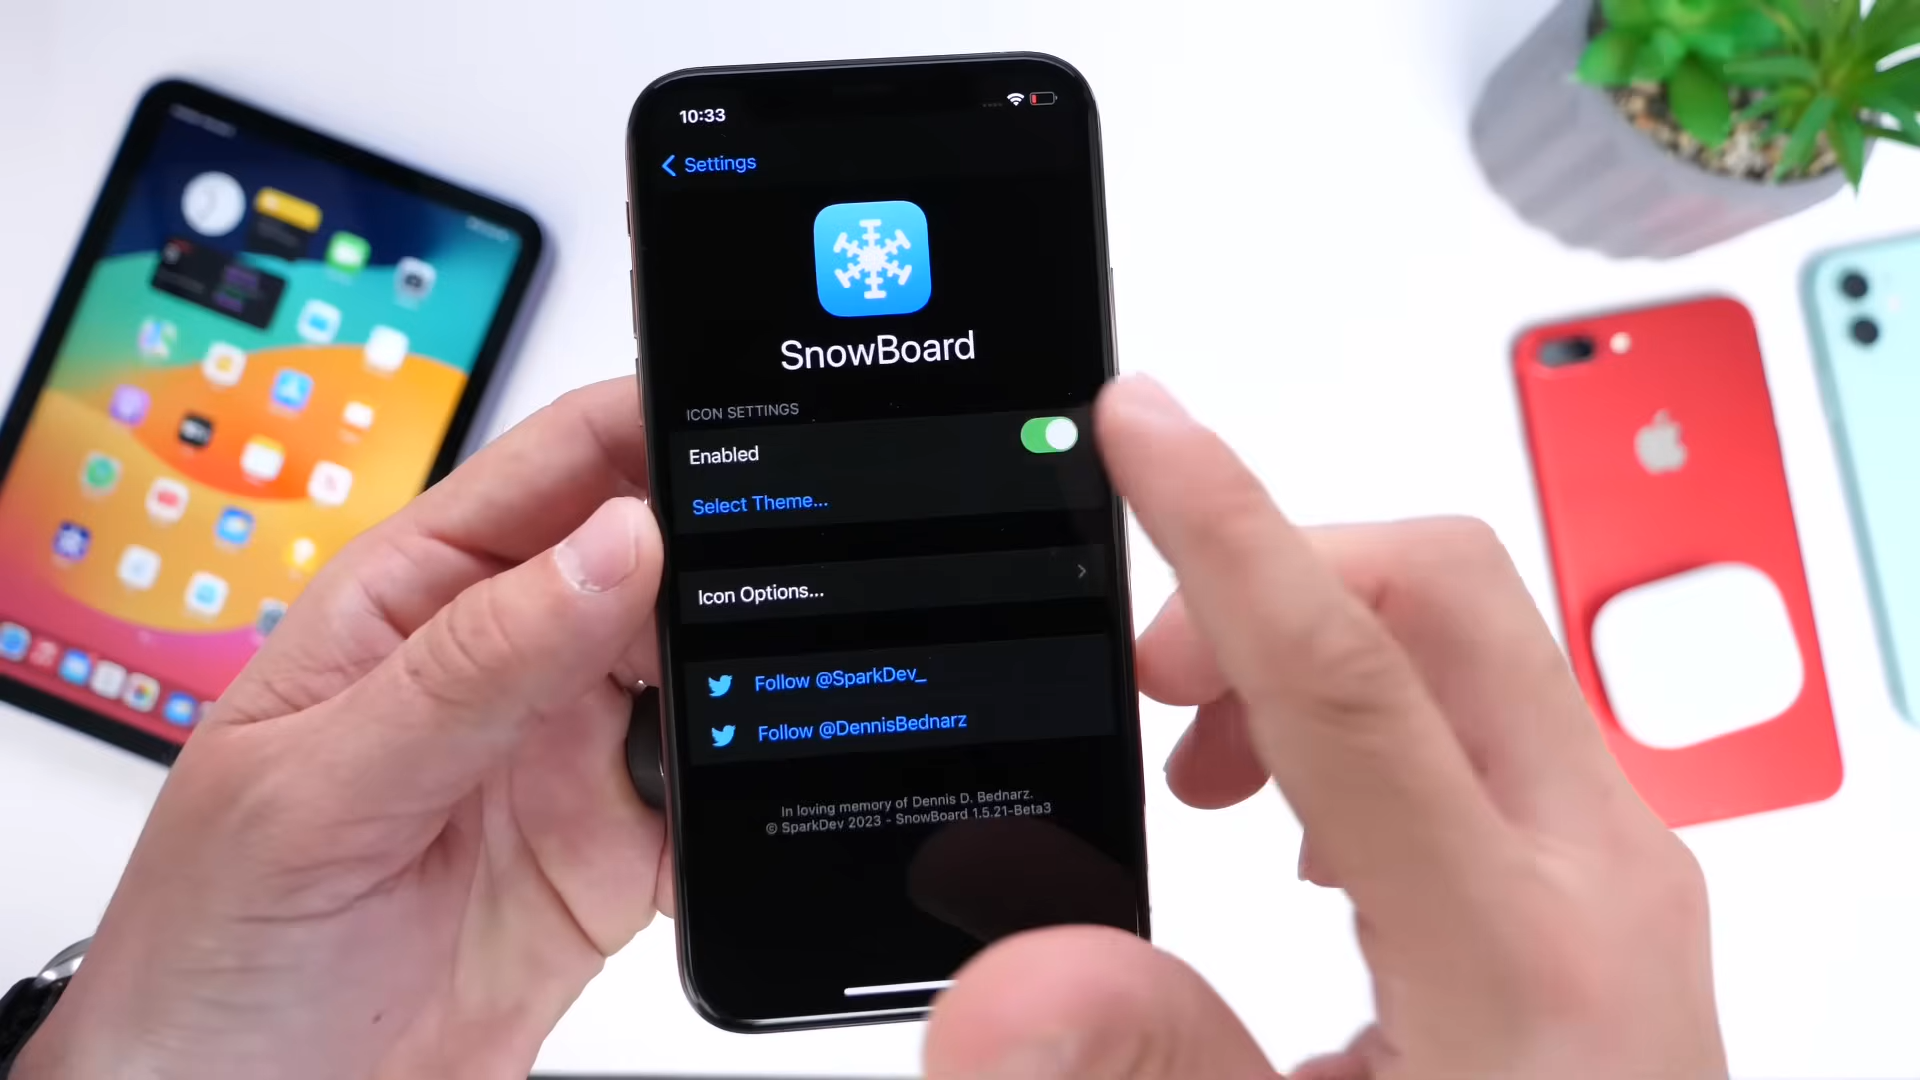 10:33
Settings
SnowBoard
ICON SETTINGS
Enabled
Select Theme...
Icon Options...
Follow @SparkDev_
Follow @DennisBednarz
In loving memory of Dennis D. Bednarz.
© SparkDev 2023 - SnowBoard 1.5.21-Beta3